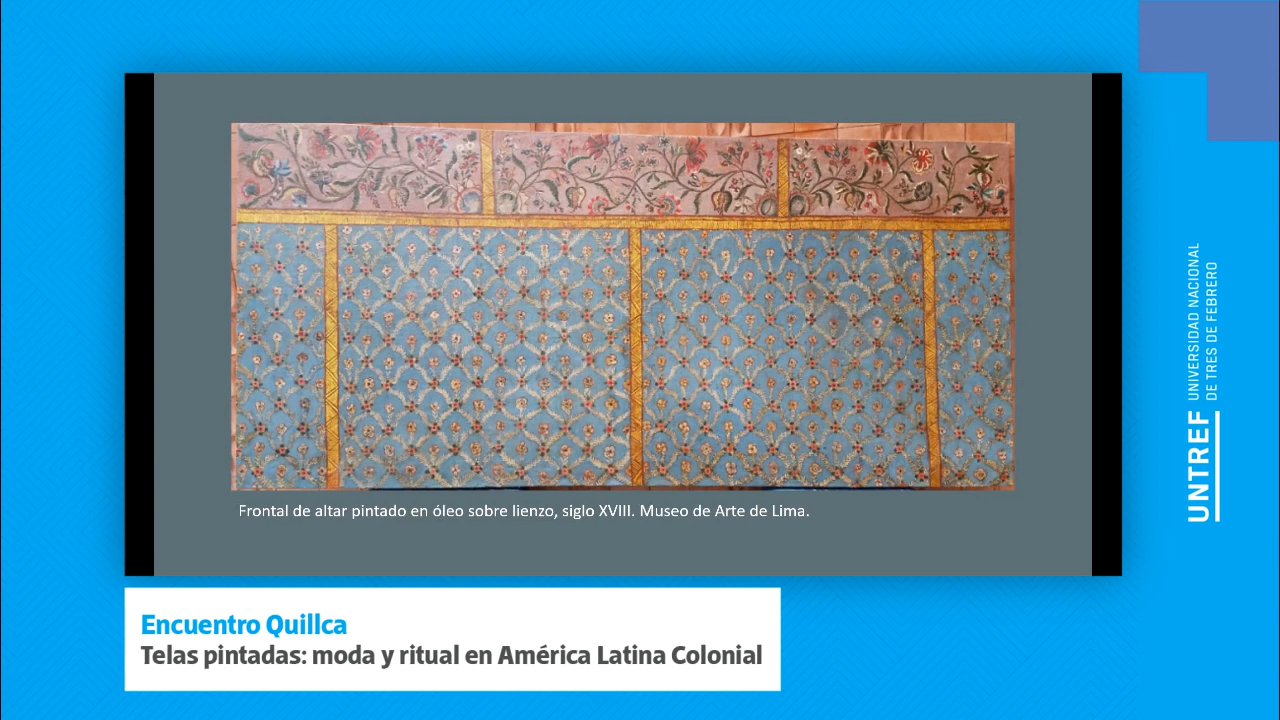 Frontal de altar pintado en óleo sobre lienzo, siglo XVIII. Museo de Arte de Lima.
Encuentro Quillca
Telas pintadas: moda y ritual en América Latina Colonial
UNTREF
UNIVERSIDAD NACIONAL
DE TRES DE FEBRERO